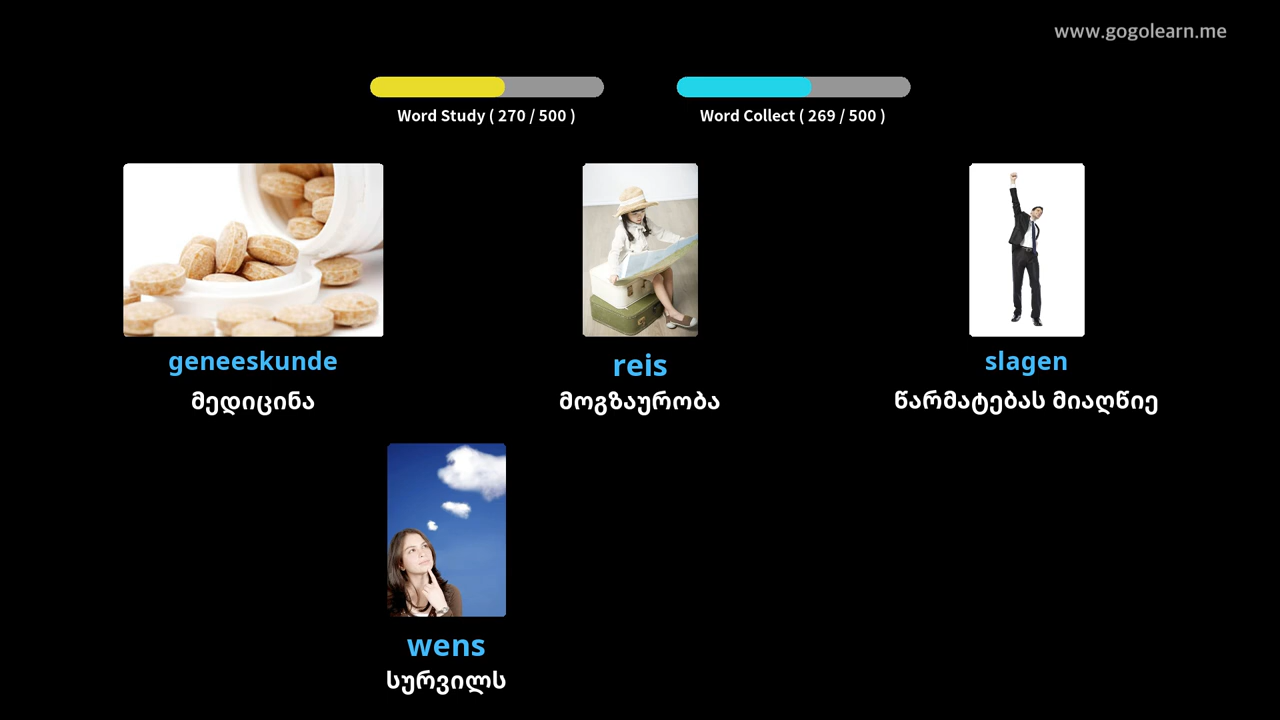 www.gogolearn.me
Word Study ( 270 / 500 )
Word Collect ( 269 / 500 )
geneeskunde
მედიცინა
reis
მოგზაურობა
slagen
წარმატებას მიაღწიე
wens
სურვილს